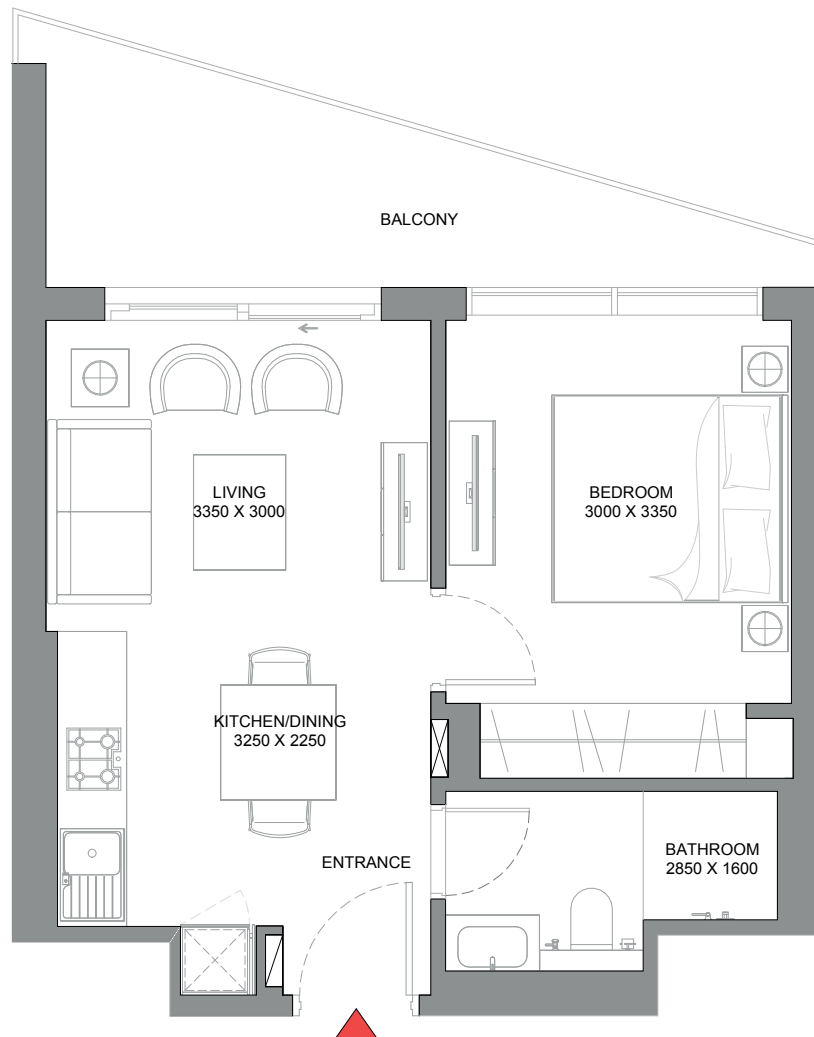 BALCONY
LIVING
3350 X 3000
BEDROOM
3000 X 3350
KITCHEN/DINING
3250 X 2250
ENTRANCE
BATHROOM
2850 X 1600